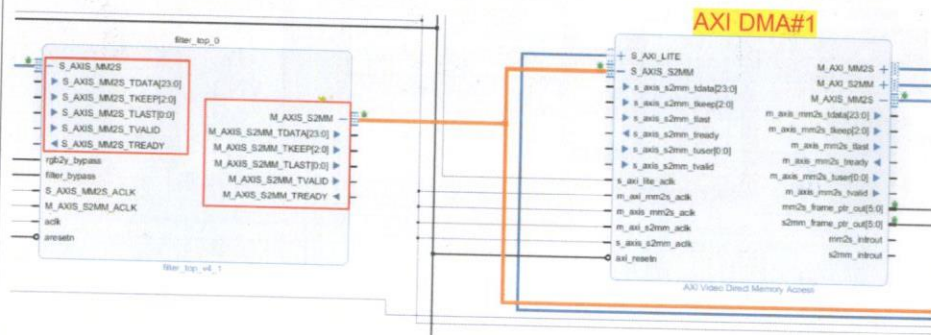 AXI DMA#1
filter_top_0
S_AXIS_MM2S
S_AXIS_MM2S_TDATA[23:0]
S_AXIS_MM2S_TKEEP[2:0]
S_AXIS_MM2S_TLAST[0:0]
S_AXIS_MM2S_TVALID
S_AXIS_MM2S_TREADY
rgb2y_bypass
filter_bypass
S_AXIS_MM2S_ACLK
M_AXIS_S2MM_ACLK
aclk
aresetn
M_AXIS_S2MM
M_AXIS_S2MM_TDATA[23:0]
M_AXIS_S2MM_TKEEP[2:0]
M_AXIS_S2MM_TLAST[0:0]
M_AXIS_S2MM_TVALID
M_AXIS_S2MM_TREADY
filter_top_v4_1
S_AXI_LITE
S_AXIS_S2MM
s_axis_s2mm_tdata[23:0]
s_axis_s2mm_tkeep[2:0]
s_axis_s2mm_tlast
s_axis_s2mm_tready
s_axis_s2mm_tuser[0:0]
s_axis_s2mm_tvalid
s_axi_lite_aclk
m_axi_mm2s_aclk
m_axis_mm2s_aclk
m_axi_s2mm_aclk
s_axis_s2mm_aclk
axi_resetn
M_AXI_MM2S
M_AXI_S2MM
M_AXIS_MM2S
m_axis_mm2s_tdata[23:0]
m_axis_mm2s_tkeep[2:0]
m_axis_mm2s_tlast
m_axis_mm2s_tready
m_axis_mm2s_tuser[0:0]
m_axis_mm2s_tvalid
mm2s_frame_ptr_out[5:0]
s2mm_frame_ptr_out[5:0]
mm2s_introut
s2mm_introut
AXI Video Direct Memory Access